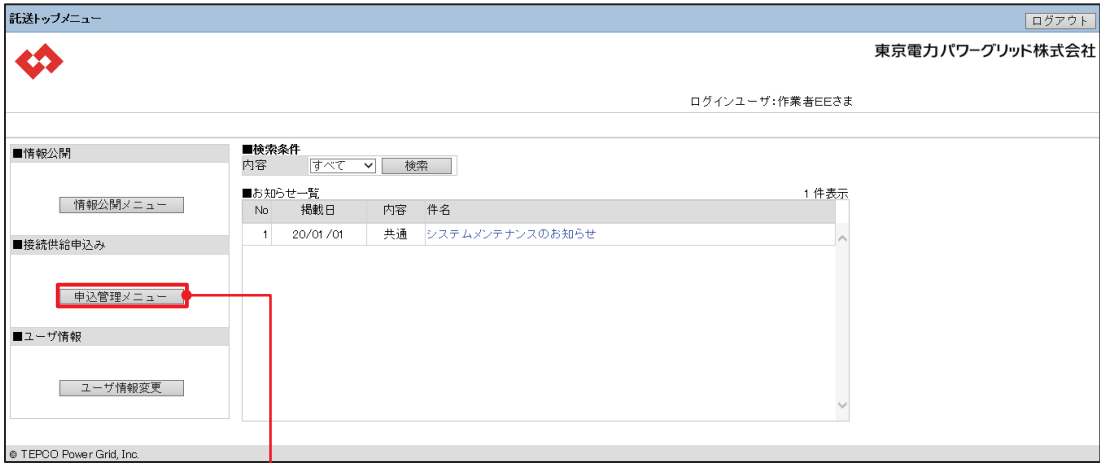 託送トップメニュー
ログアウト
東京電力パワーグリッド株式会社
ログインユーザ:作業者EEさま
■情報公開
情報公開メニュー
■接続供給申込み
申込管理メニュー
■ユーザ情報
ユーザ情報変更
■検索条件
内容 すべて 検索
■お知らせ一覧 1 件表示
No 掲載日 内容 件名
1 20/01/01 共通 システムメンテナンスのお知らせ
© TEPCO Power Grid, Inc.